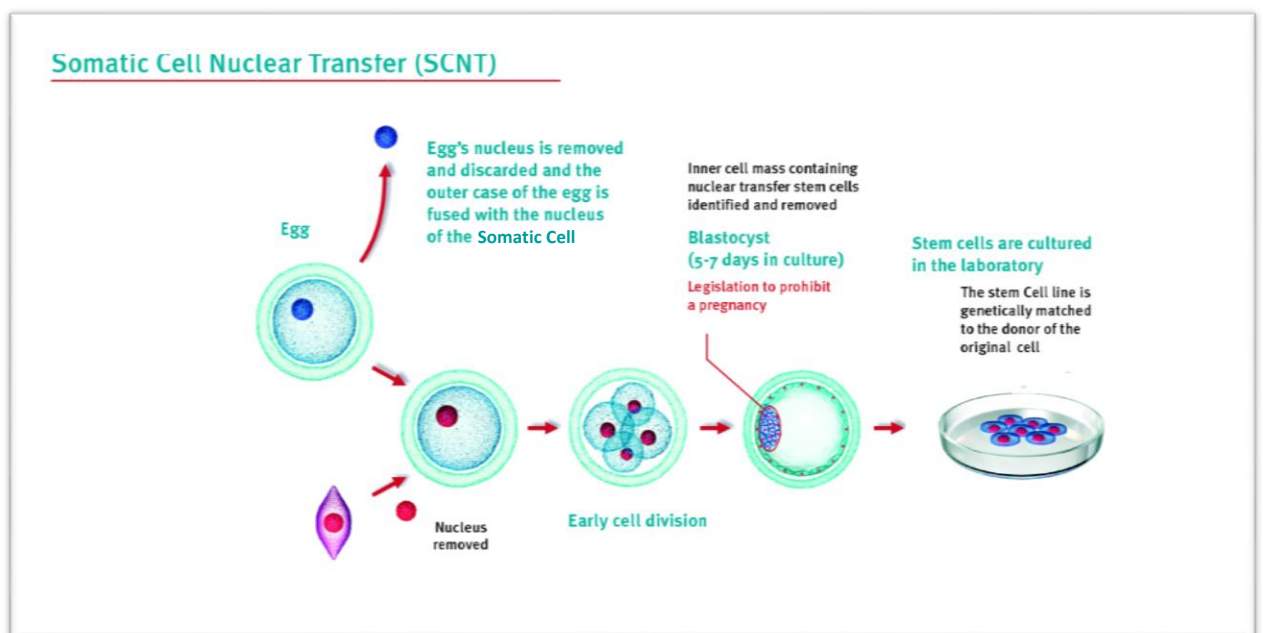 Somatic Cell Nuclear Transfer (SCNT)
Egg's nucleus is removed
and discarded and the
outer case of the egg is
fused with the nucleus
of the Somatic Cell
Egg
Inner cell mass containing
nuclear transfer stem cells
identified and removed
Blastocyst
(5-7 days in culture)
Legislation to prohibit
a pregnancy
Stem cells are cultured
in the laboratory
The stem Cell line is
genetically matched
to the donor of the
original cell
Nucleus
removed
Early cell division